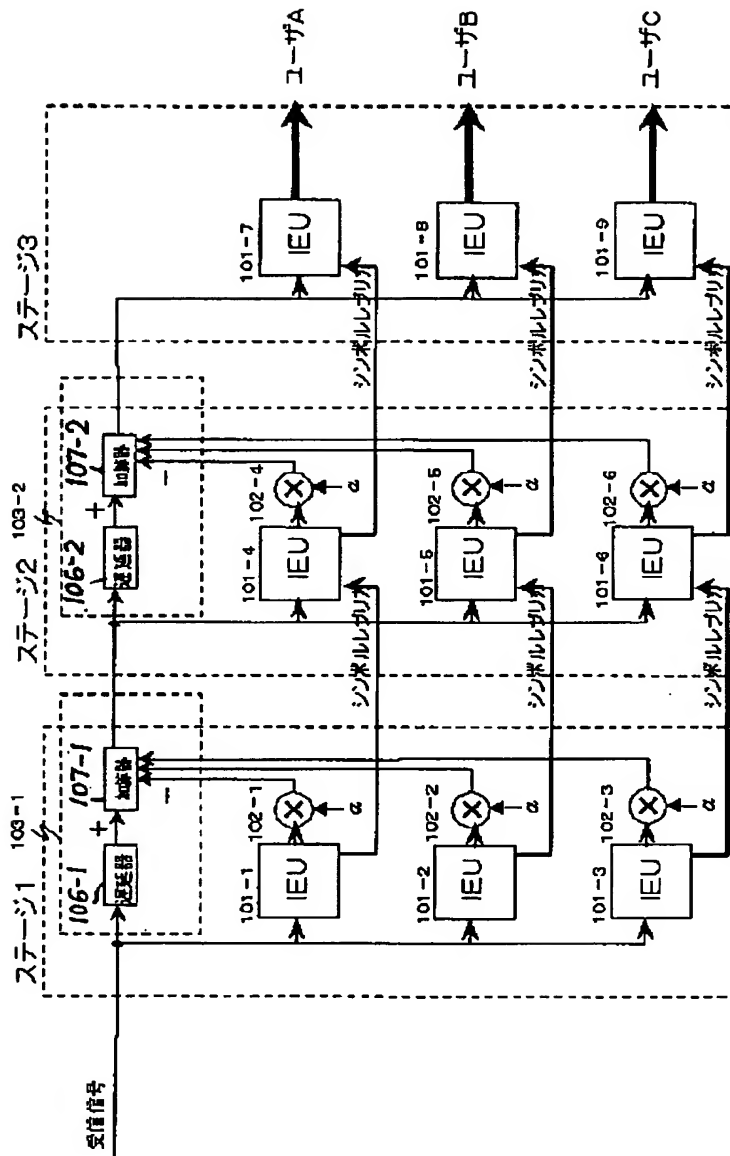 ステージ1
103-1
106-1
遅延器
+
107-1
加算器
−
101-1
IEU
102-1
α
101-2
IEU
102-2
α
101-3
IEU
102-3
α
受信信号
シンボルレプリカ
シンボルレプリカ
シンボルレプリカ
ステージ2
103-2
106-2
遅延器
+
107-2
加算器
−
101-4
IEU
102-4
α
101-5
IEU
102-5
α
101-6
IEU
102-6
α
シンボルレプリカ
シンボルレプリカ
シンボルレプリカ
ステージ3
101-7
IEU
ユーザA
101-8
IEU
ユーザB
101-9
IEU
ユーザC